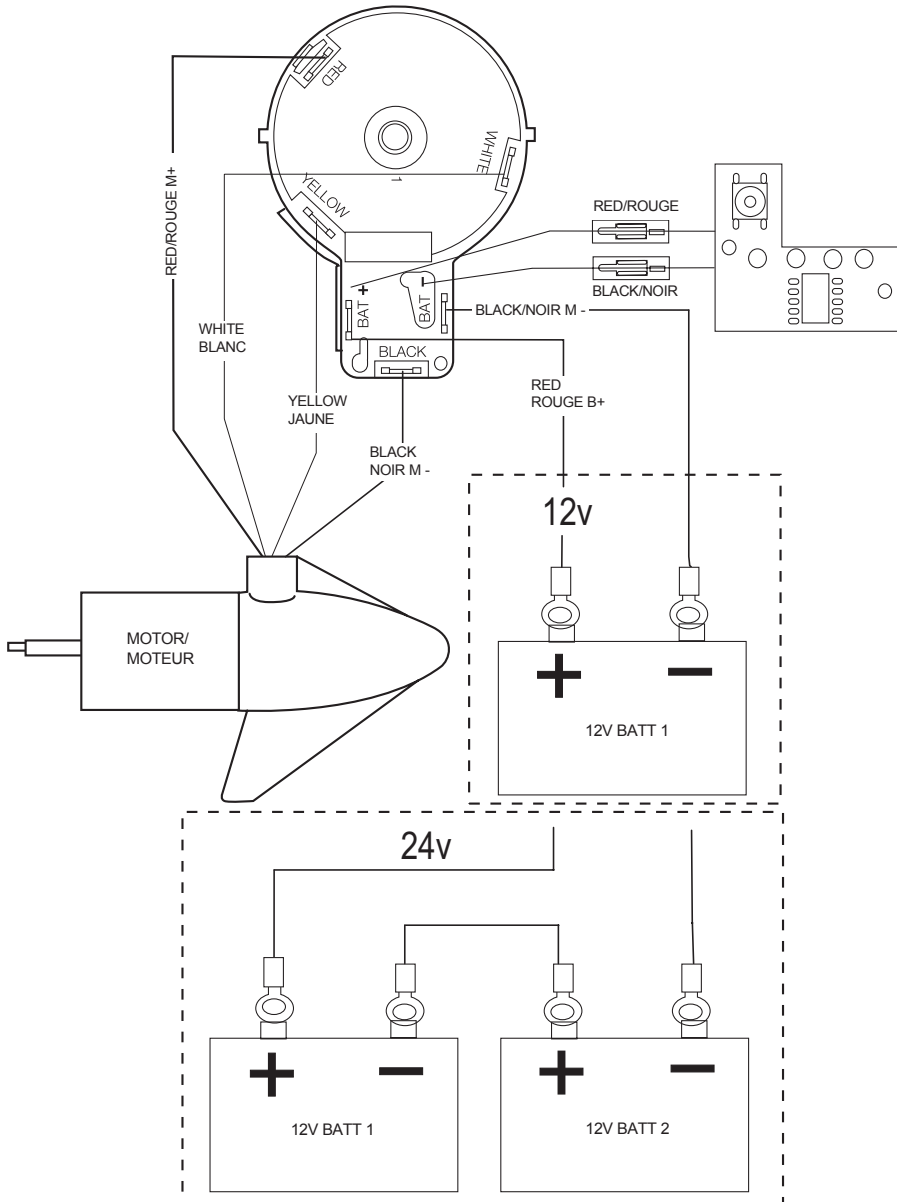 RED
WHITE
1
YELLOW
RED/ROUGE M+
RED/ROUGE
BLACK/NOIR
+
BAT
-
BAT
BLACK/NOIR M -
BLACK
WHITE
BLANC
YELLOW
JAUNE
RED
ROUGE B+
BLACK
NOIR M -
12v
MOTOR/
MOTEUR
+ −
12V BATT 1
24v
+ − + −
12V BATT 1
12V BATT 2